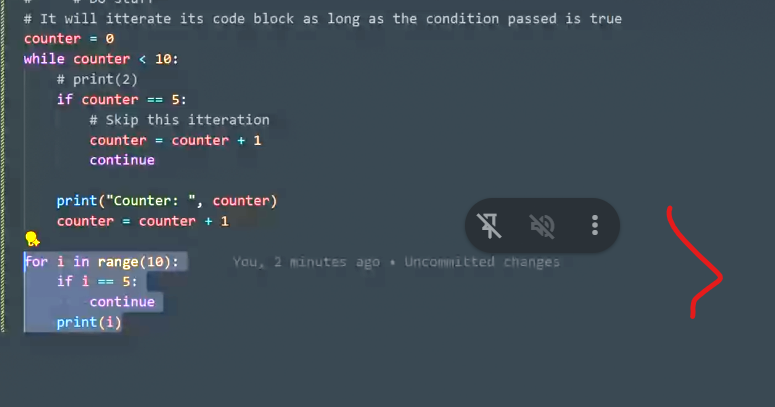 # # Do stuff
# It will itterate its code block as long as the condition passed is true
counter = 0
while counter < 10:
# print(2)
if counter == 5:
# Skip this itteration
counter = counter + 1
continue
print("Counter: ", counter)
counter = counter + 1
for i in range(10): You, 2 minutes ago • Uncommitted changes
if i == 5:
continue
print(i)